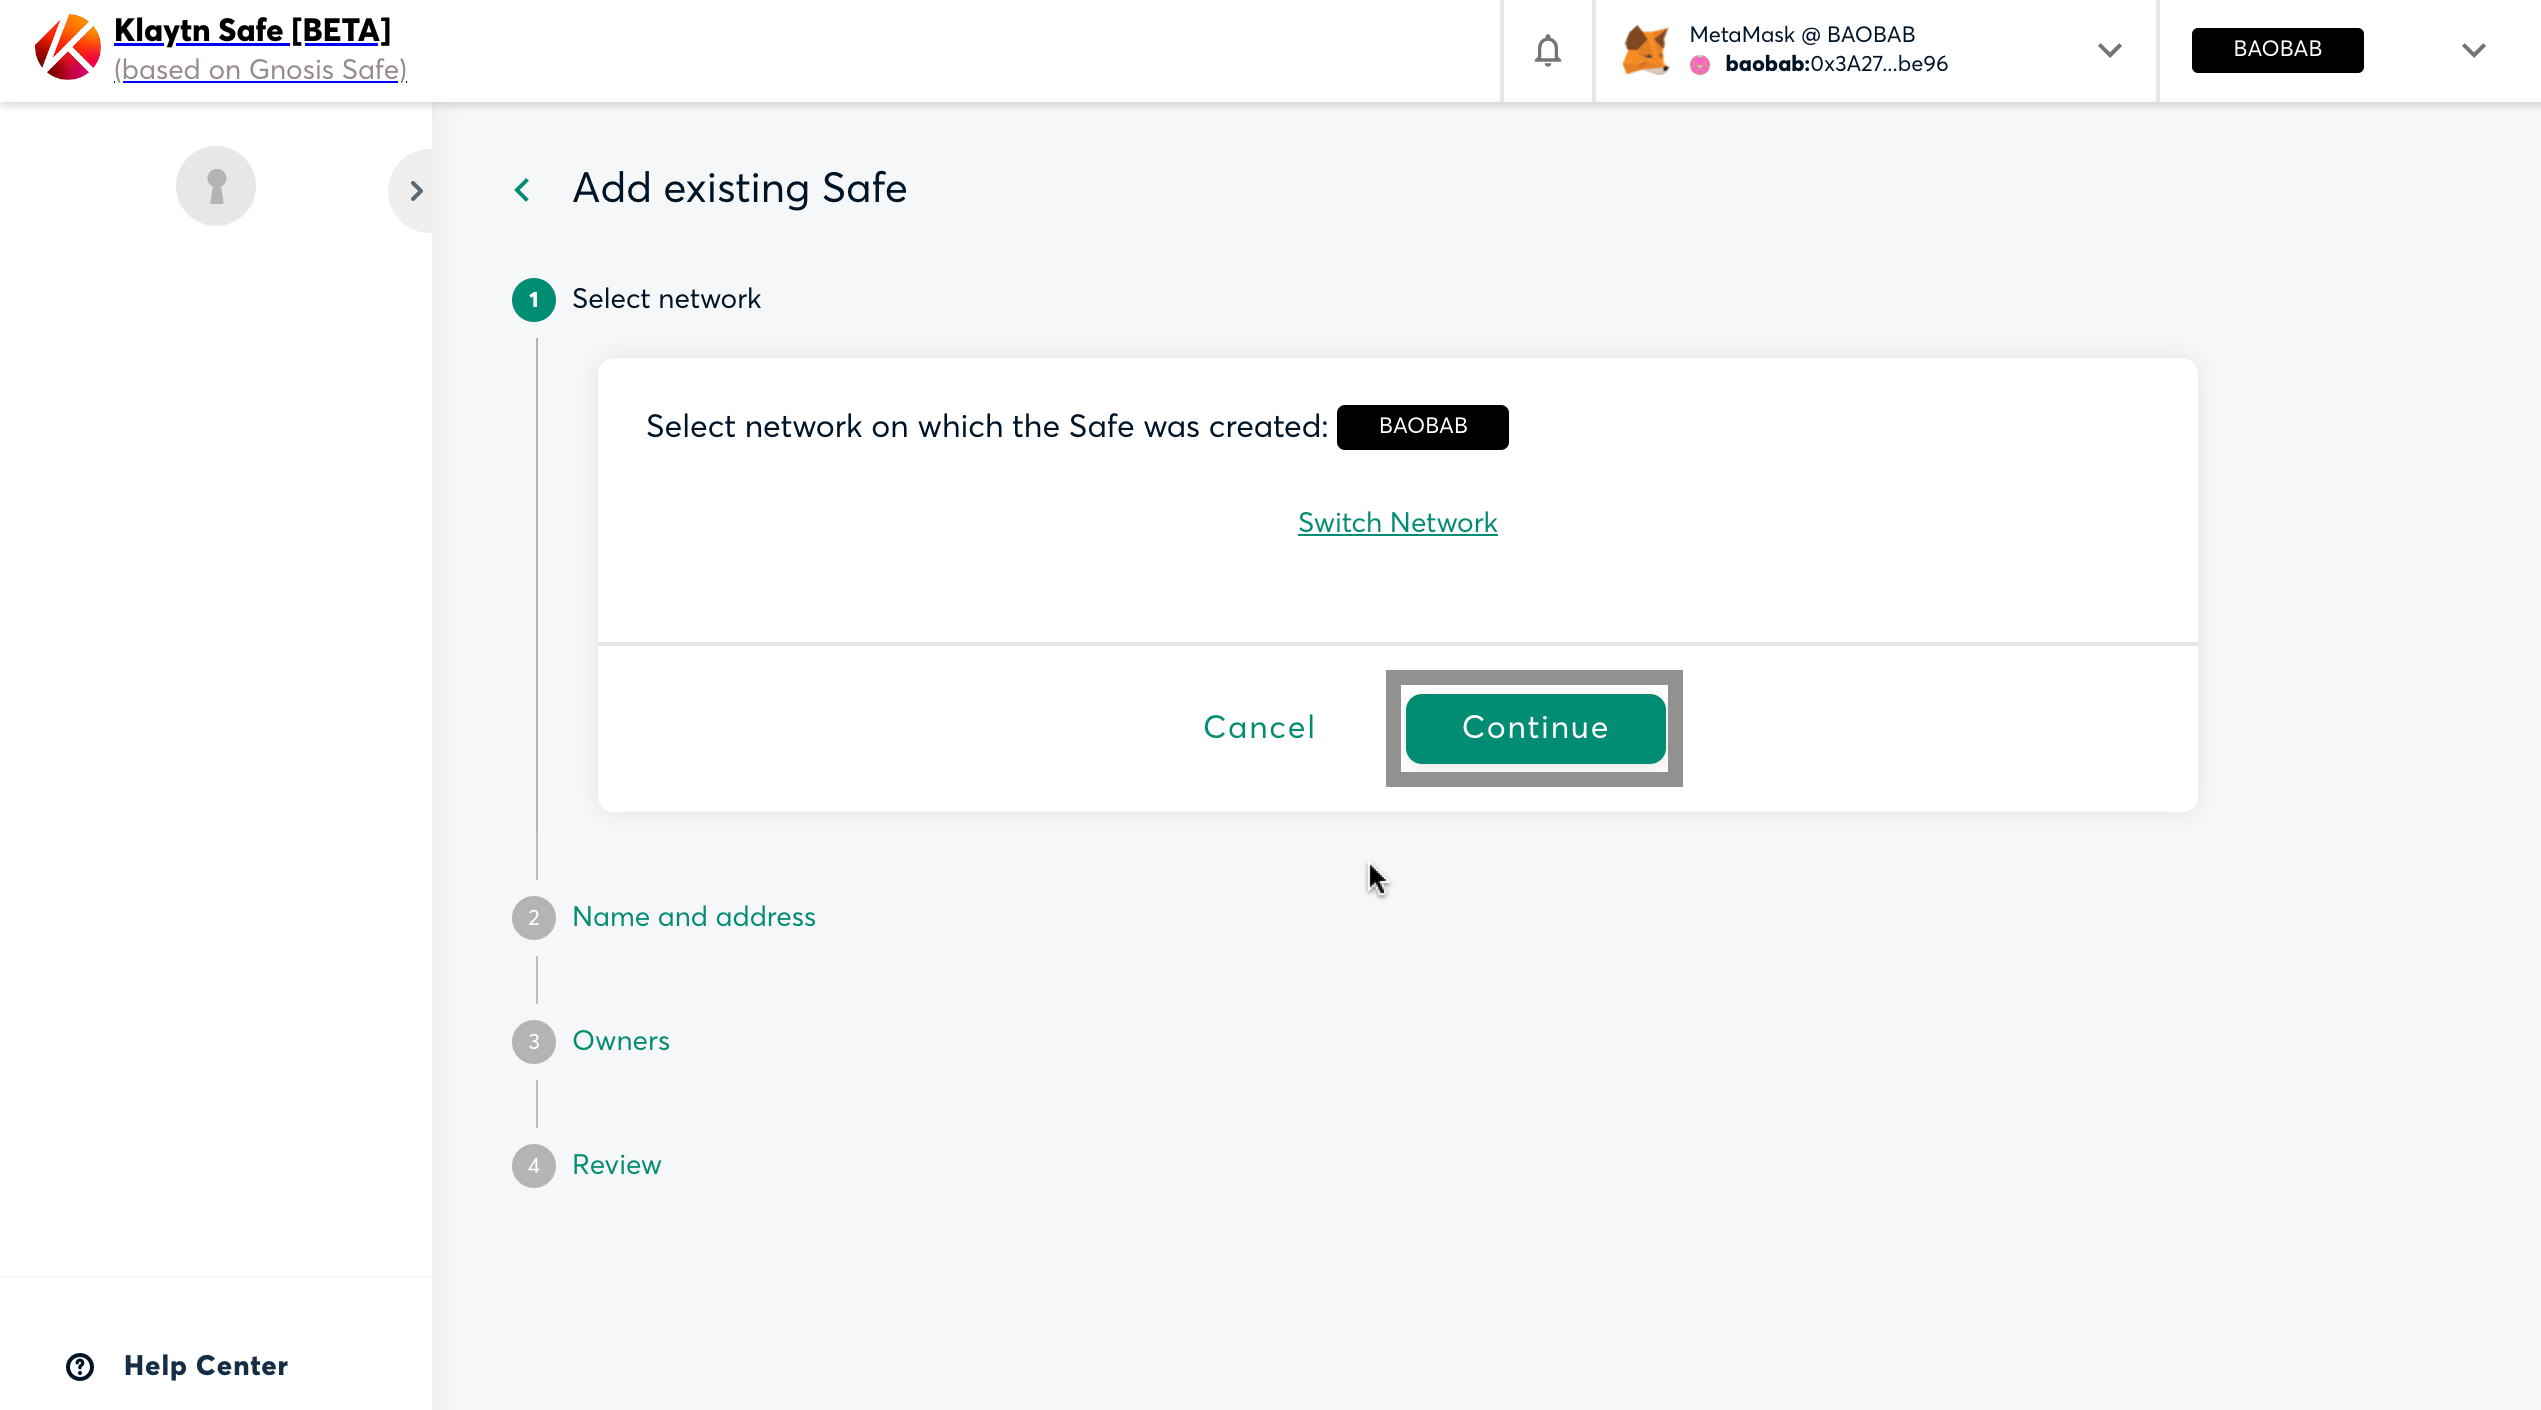 Klaytn Safe [BETA]
(based on Gnosis Safe)
MetaMask @ BAOBAB
baobab:0x3A27...be96
BAOBAB
Add existing Safe
1 Select network
Select network on which the Safe was created: BAOBAB
Switch Network
Cancel Continue
2 Name and address
3 Owners
4 Review
Help Center